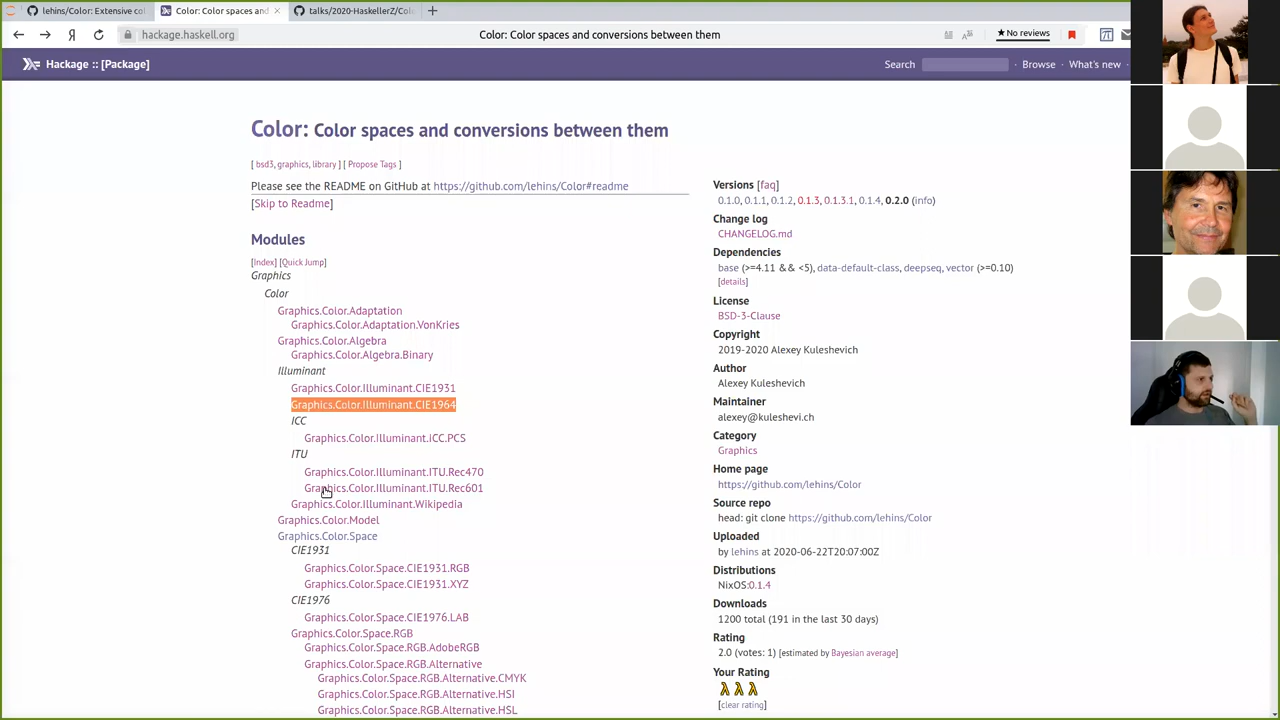 lehins/Color: Extensive co
Color: Color spaces and
talks/2020-HaskellerZ/Colo
hackage.haskell.org
Color: Color spaces and conversions between them
★ No reviews
Hackage :: [Package]
Search
· Browse · What's new ·
Color: Color spaces and conversions between them
[ bsd3, graphics, library ] [ Propose Tags ]
Please see the README on GitHub at https://github.com/lehins/Color#readme
[Skip to Readme]
Modules
[Index] [Quick Jump]
Graphics
Color
Graphics.Color.Adaptation
Graphics.Color.Adaptation.VonKries
Graphics.Color.Algebra
Graphics.Color.Algebra.Binary
Illuminant
Graphics.Color.Illuminant.CIE1931
Graphics.Color.Illuminant.CIE1964
ICC
Graphics.Color.Illuminant.ICC.PCS
ITU
Graphics.Color.Illuminant.ITU.Rec470
Graphics.Color.Illuminant.ITU.Rec601
Graphics.Color.Illuminant.Wikipedia
Graphics.Color.Model
Graphics.Color.Space
CIE1931
Graphics.Color.Space.CIE1931.RGB
Graphics.Color.Space.CIE1931.XYZ
CIE1976
Graphics.Color.Space.CIE1976.LAB
Graphics.Color.Space.RGB
Graphics.Color.Space.RGB.AdobeRGB
Graphics.Color.Space.RGB.Alternative
Graphics.Color.Space.RGB.Alternative.CMYK
Graphics.Color.Space.RGB.Alternative.HSI
Graphics.Color.Space.RGB.Alternative.HSL
Versions [faq]
0.1.0, 0.1.1, 0.1.2, 0.1.3, 0.1.3.1, 0.1.4, 0.2.0 (info)
Change log
CHANGELOG.md
Dependencies
base (>=4.11 && <5), data-default-class, deepseq, vector (>=0.10)
[details]
License
BSD-3-Clause
Copyright
2019-2020 Alexey Kuleshevich
Author
Alexey Kuleshevich
Maintainer
alexey@kuleshevi.ch
Category
Graphics
Home page
https://github.com/lehins/Color
Source repo
head: git clone https://github.com/lehins/Color
Uploaded
by lehins at 2020-06-22T20:07:00Z
Distributions
NixOS:0.1.4
Downloads
1200 total (191 in the last 30 days)
Rating
2.0 (votes: 1) [estimated by Bayesian average]
Your Rating
λ λ λ
[clear rating]